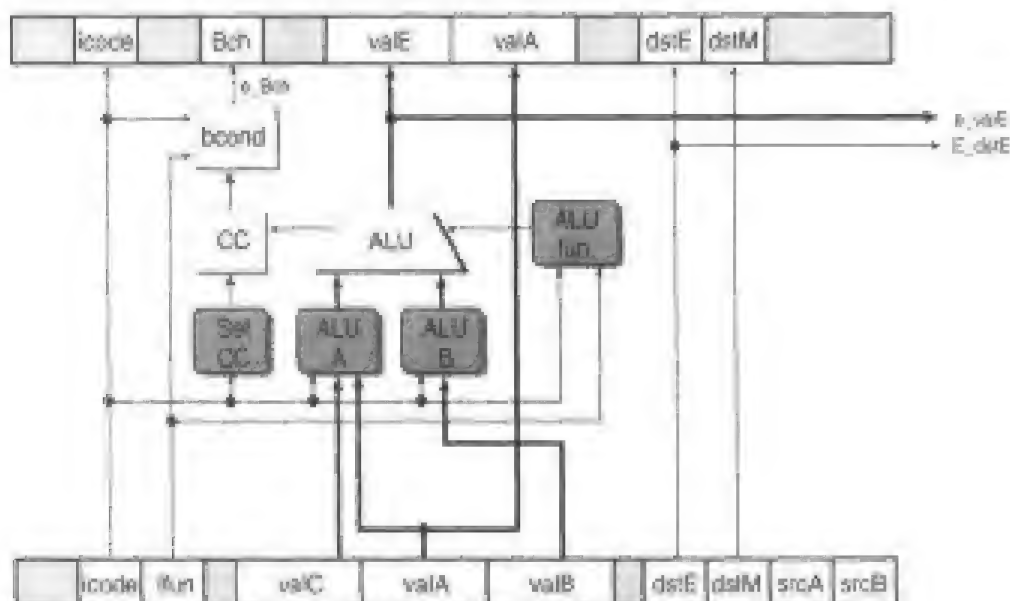 icode Bch valE valA dstE dstM
e_Bch
bcond
e_valE
E_dstE
CC
ALU
ALU
fun.
Set
CC
ALU
A
ALU
B
icode ifun valC valA valB dstE dstM srcA srcB